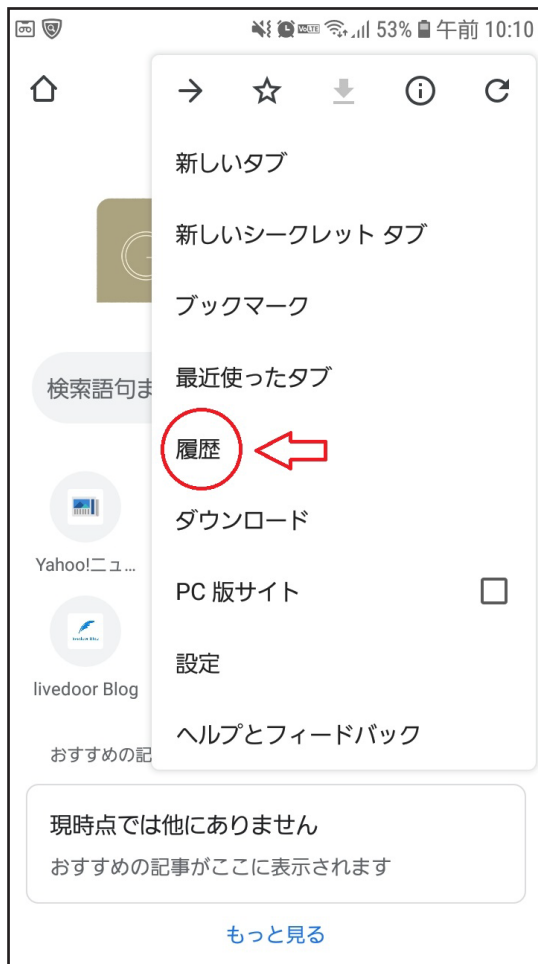 53% 午前 10:10
新しいタブ
新しいシークレット タブ
ブックマーク
検索語句ま
最近使ったタブ
履歴
ダウンロード
Yahoo!ニュ...
PC 版サイト
設定
livedoor Blog
ヘルプとフィードバック
おすすめの記
現時点では他にありません
おすすめの記事がここに表示されます
もっと見る